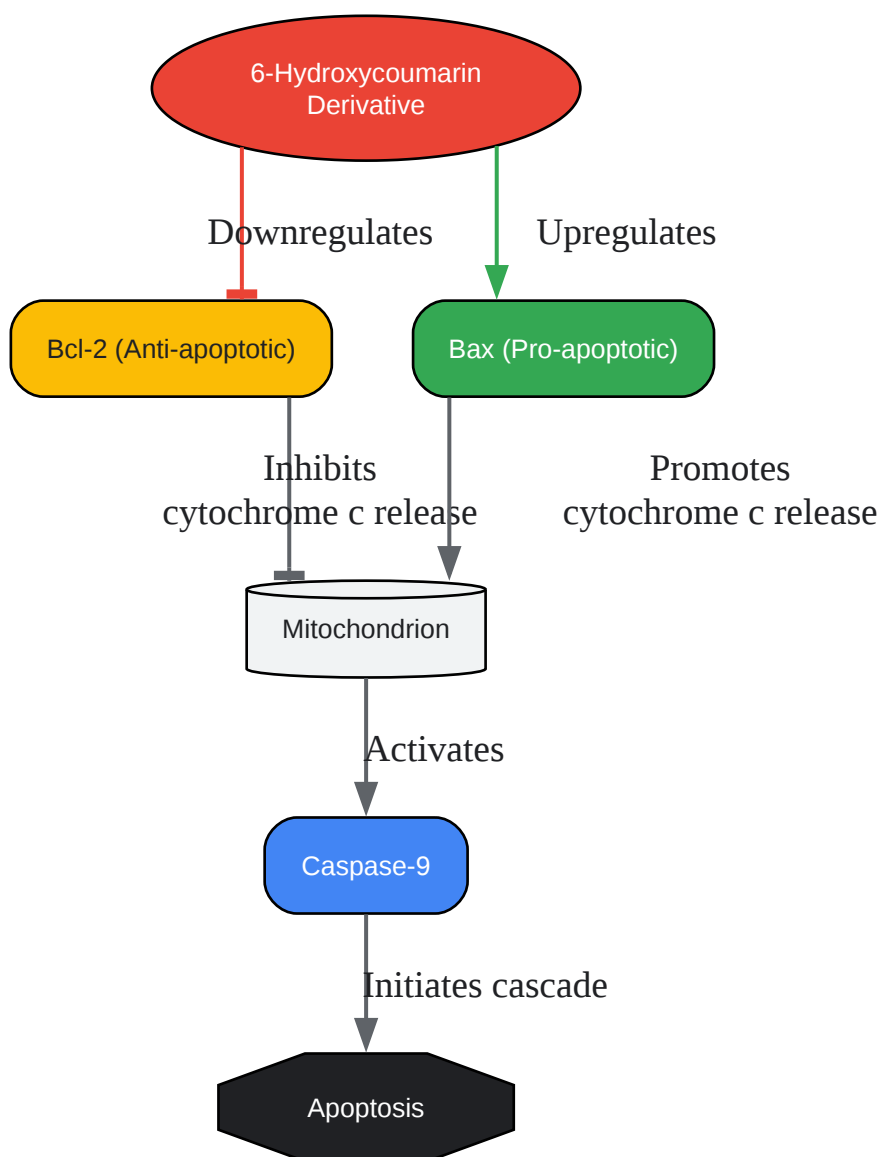 6-Hydroxycoumarin
Derivative
Downregulates
Upregulates
Bcl-2 (Anti-apoptotic)
Bax (Pro-apoptotic)
Inhibits
cytochrome c release
Promotes
cytochrome c release
Mitochondrion
Activates
Caspase-9
Initiates cascade
Apoptosis